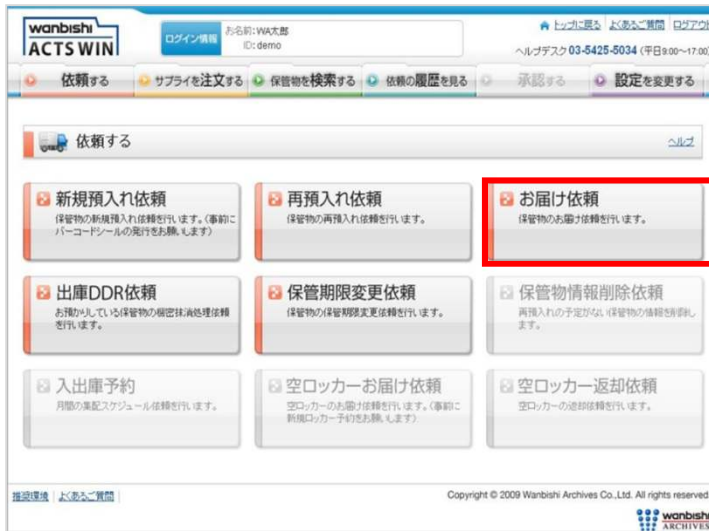 wanbishi
ACTS WIN
ログイン情報
お名前:WA太郎
ID:demo
トップに戻る よくあるご質問 ログアウト
ヘルプデスク 03-5425-5034 (平日9:00~17:00)
依頼する サプライを注文する 保管物を検索する 依頼の履歴を見る 承認する 設定を変更する
依頼する
ヘルプ
新規預入れ依頼
保管物の新規預入れ依頼を行います。(事前に
バーコードシールの発行をお願いします)
再預入れ依頼
保管物の再預入れ依頼を行います。
お届け依頼
保管物のお届け依頼を行います。
出庫DDR依頼
お預かりしている保管物の機密抹消処理依頼
を行います。
保管期限変更依頼
保管物の保管期限変更依頼を行います。
保管物情報削除依頼
再預入れの予定がない保管物の情報を削除し
ます。
入出庫予約
月間の集配スケジュール依頼を行います。
空ロッカーお届け依頼
空ロッカーのお届け依頼を行います。(事前に
新規ロッカー予約をお願いします)
空ロッカー返却依頼
空ロッカーの返却依頼を行います。
推奨環境 よくあるご質問
Copyright © 2009 Wanbishi Archives Co.,Ltd. All rights reserved
wanbishi
ARCHIVES